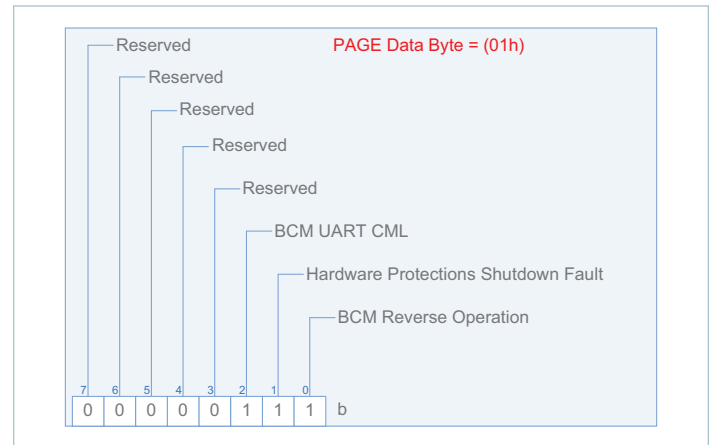 Reserved PAGE Data Byte = (01h)
Reserved
Reserved
Reserved
Reserved
BCM UART CML
Hardware Protections Shutdown Fault
BCM Reverse Operation
7 6 5 4 3 2 1 0
0 0 0 0 0 1 1 1 b